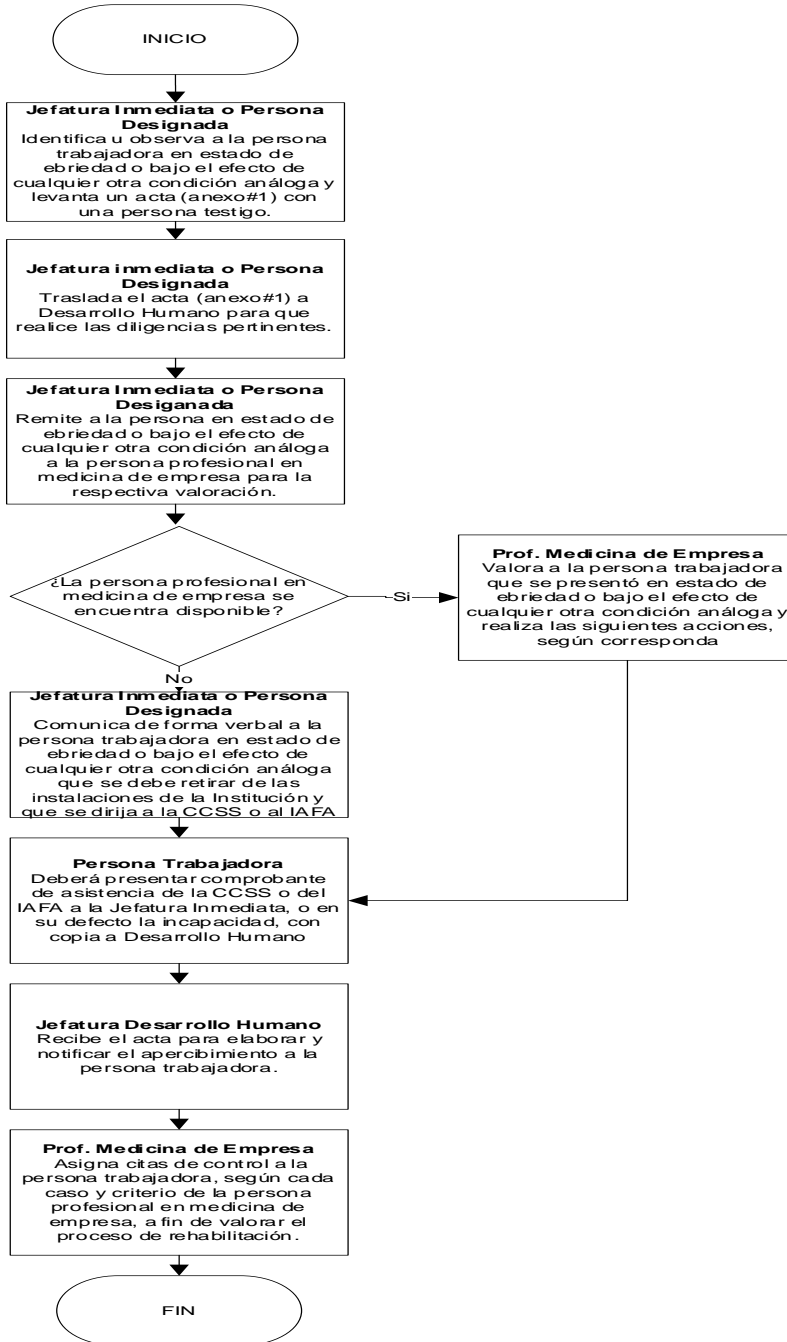 INICIO
Jefatura Inmediata o Persona
Designada
Identifica u observa a la persona
trabajadora en estado de
ebriedad o bajo el efecto de
cualquier otra condición análoga y
levanta un acta (anexo#1) con
una persona testigo.
Jefatura inmediata o Persona
Designada
Traslada el acta (anexo#1) a
Desarrollo Humano para que
realice las diligencias pertinentes.
Jefatura Inmediata o Persona
Desiganada
Remite a la persona en estado de
ebriedad o bajo el efecto de
cualquier otra condición análoga
a la persona profesional en
medicina de empresa para la
respectiva valoración.
¿La persona profesional en
medicina de empresa se
encuentra disponible?
Si
Prof. Medicina de Empresa
Valora a la persona trabajadora
que se presentó en estado de
ebriedad o bajo el efecto de
cualquier otra condición análoga y
realiza las siguientes acciones,
según corresponda
No
Jefatura Inmediata o Persona
Designada
Comunica de forma verbal a la
persona trabajadora en estado de
ebriedad o bajo el efecto de
cualquier otra condición análoga
que se debe retirar de las
instalaciones de la Institución y
que se dirija a la CCSS o al IAFA
Persona Trabajadora
Deberá presentar comprobante
de asistencia de la CCSS o del
IAFA a la Jefatura Inmediata, o en
su defecto la incapacidad, con
copia a Desarrollo Humano
Jefatura Desarrollo Humano
Recibe el acta para elaborar y
notificar el apercibimiento a la
persona trabajadora.
Prof. Medicina de Empresa
Asigna citas de control a la
persona trabajadora, según cada
caso y criterio de la persona
profesional en medicina de
empresa, a fin de valorar el
proceso de rehabilitación.
FIN